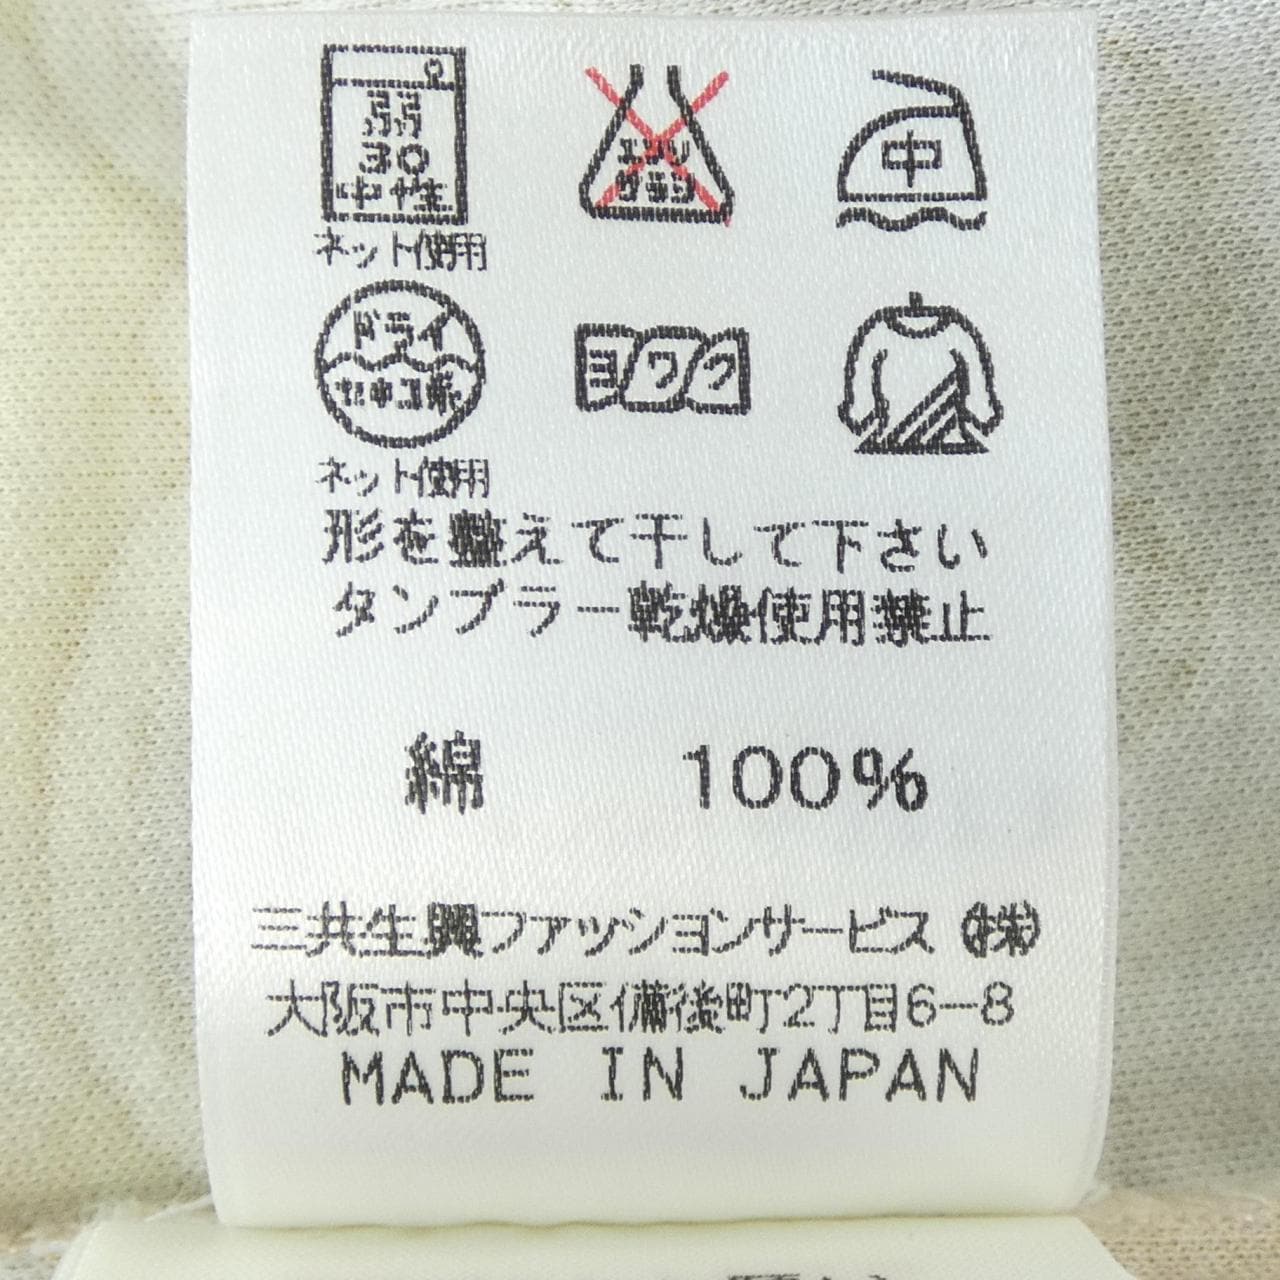 弱
30
中性
ネット使用
エンソ
サラシ
中
ドライ
セキユ系
ネット使用
ヨワク
形を整えて干して下さい
タンブラー乾燥使用禁止
綿 100%
三共生興ファッションサービス(株)
大阪市中央区備後町2丁目6-8
MADE IN JAPAN